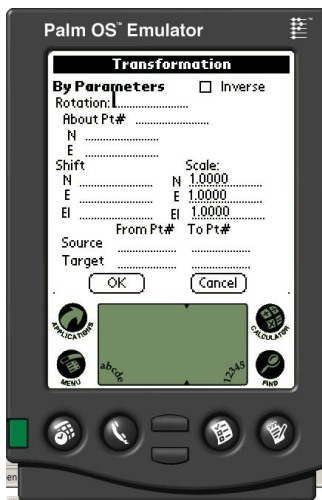 Palm OS™ Emulator
Transformation
By Parameters Inverse
Rotation:
About Pt#
N
E
Shift Scale:
N N 1.0000
E E 1.0000
El El 1.0000
From Pt# To Pt#
Source
Target
OK Cancel
APPLICATIONS CALCULATOR
abcde 12345
MENU FIND
en